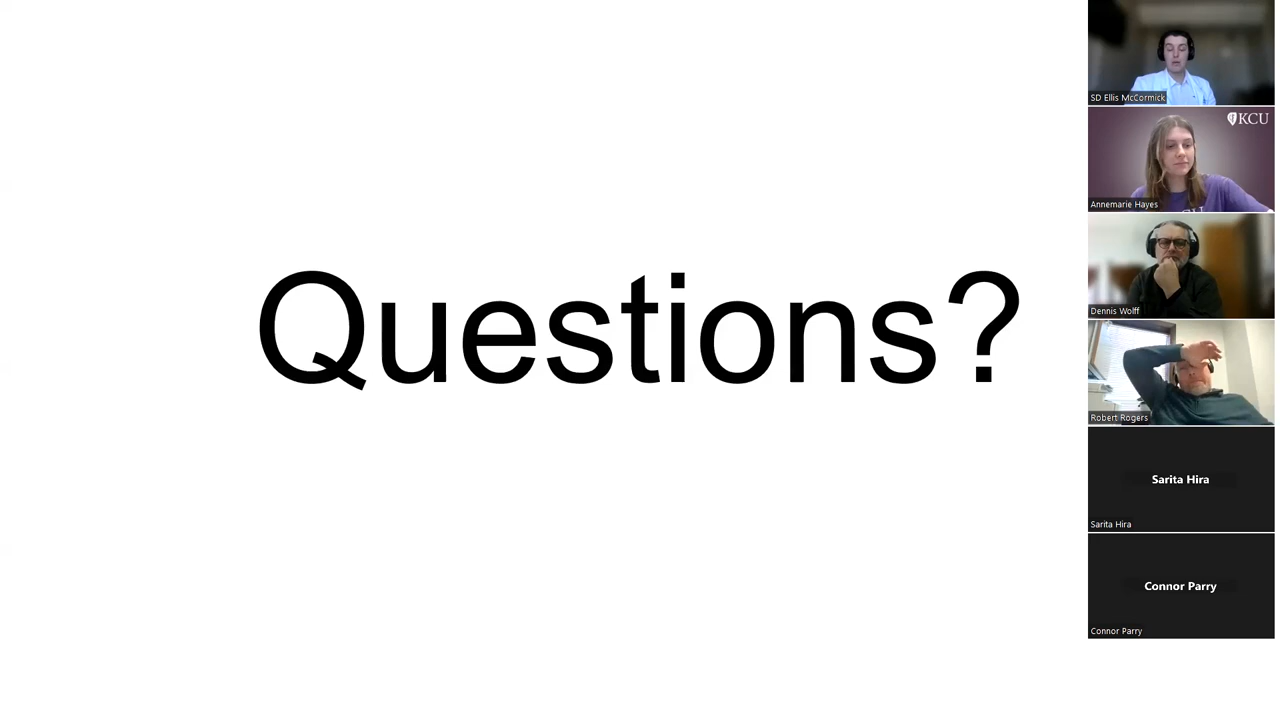 Questions?
SD Ellis McCormick
KCU
Annemarie Hayes
Dennis Wolff
Robert Rogers
Sarita Hira
Sarita Hira
Connor Parry
Connor Parry